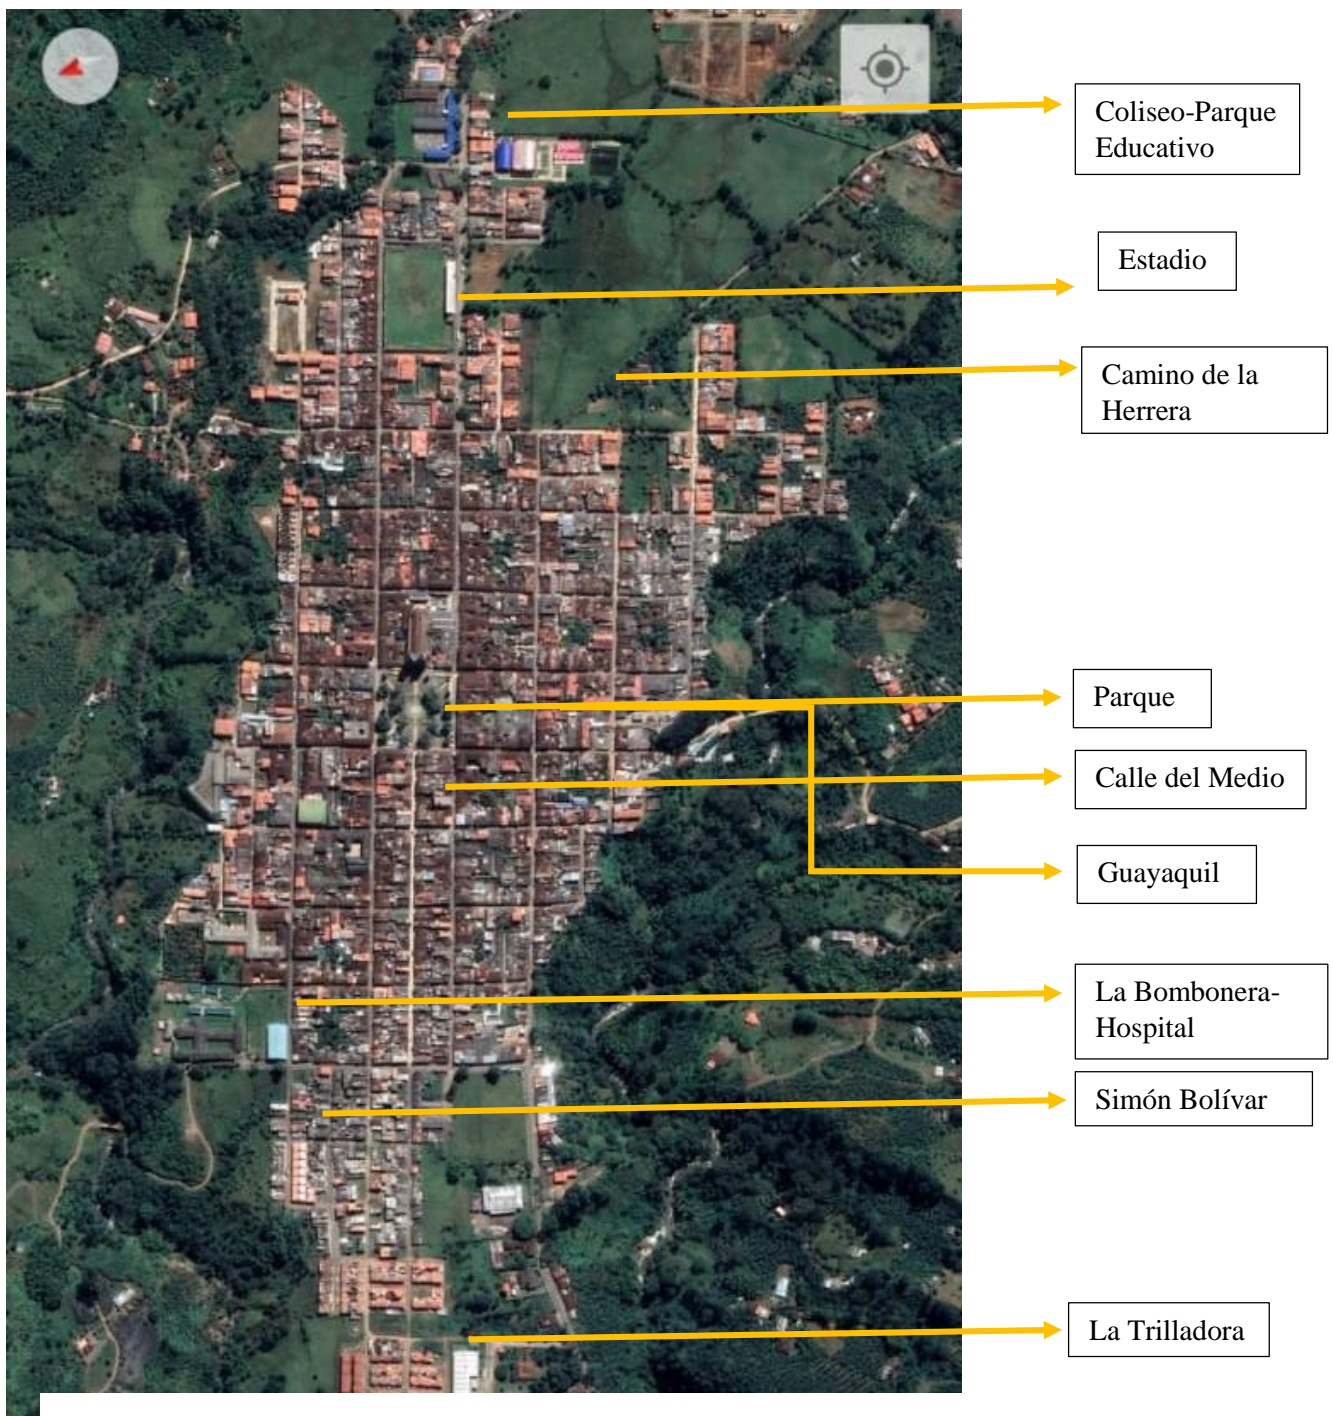 Coliseo-Parque
Educativo
Estadio
Camino de la
Herrera
Parque
Calle del Medio
Guayaquil
La Bombonera-
Hospital
Simón Bolívar
La Trilladora